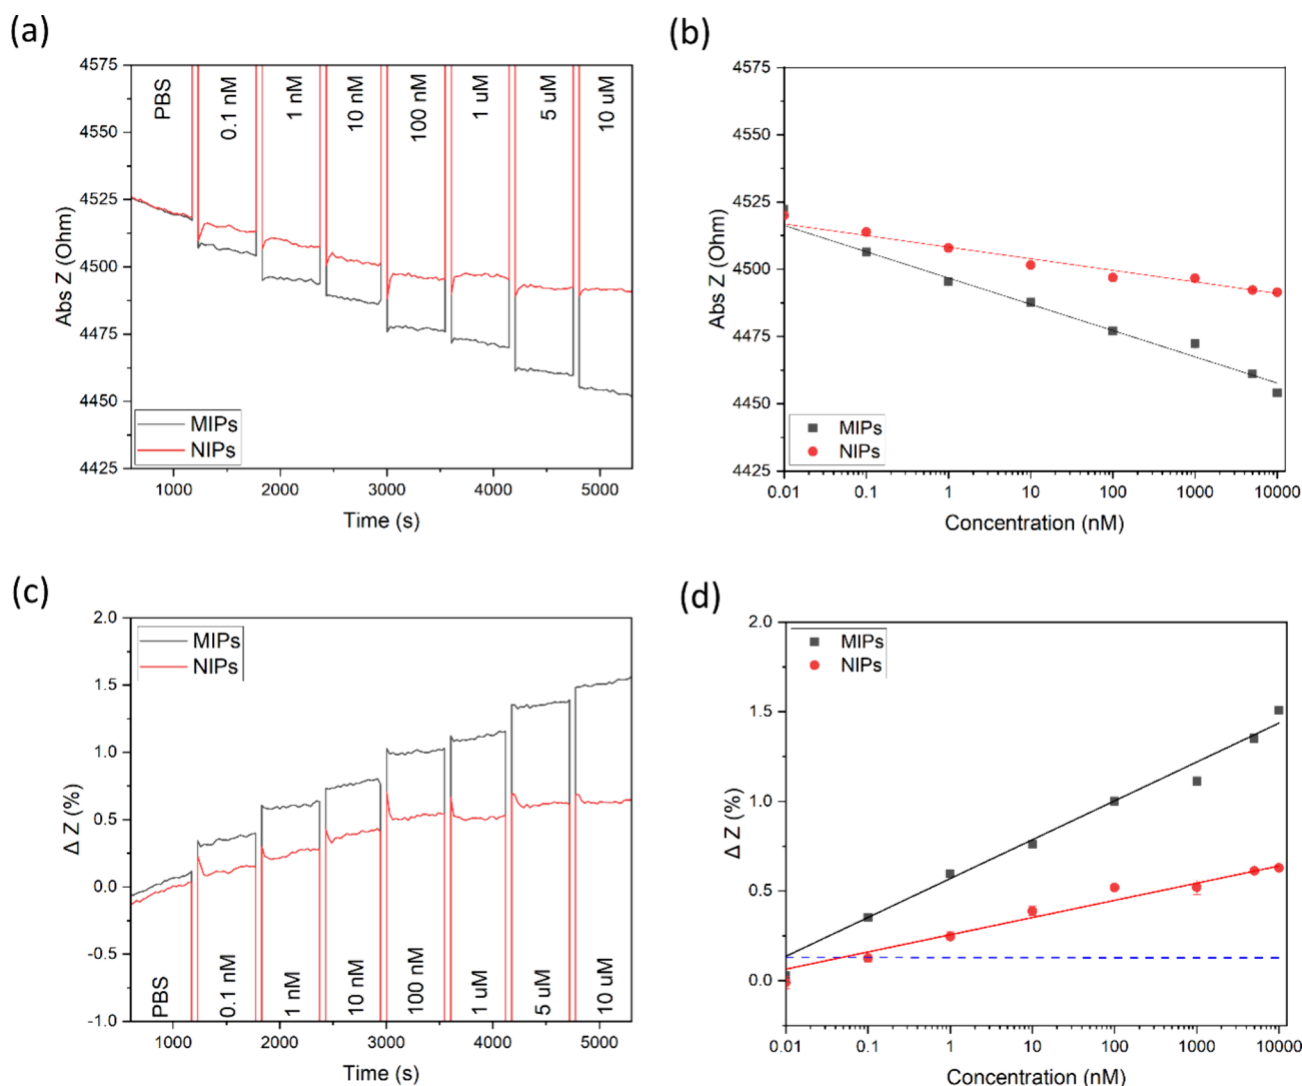 (a)
4575
4550
4525
4500
4475
4450
4425
Abs Z (Ohm)
PBS
0.1 nM
1 nM
10 nM
100 nM
1 uM
5 uM
10 uM
MIPs
NIPs
1000
2000
3000
4000
5000
Time (s)
(b)
4575
4550
4525
4500
4475
4450
4425
Abs Z (Ohm)
MIPs
NIPs
0.01
0.1
1
10
100
1000
10000
Concentration (nM)
(c)
2.0
1.5
1.0
0.5
0.0
-0.5
-1.0
Δ Z (%)
MIPs
NIPs
PBS
0.1 nM
1 nM
10 nM
100 nM
1 uM
5 uM
10 uM
1000
2000
3000
4000
5000
Time (s)
(d)
2.0
1.5
1.0
0.5
0.0
Δ Z (%)
MIPs
NIPs
0.01
0.1
1
10
100
1000
10000
Concentration (nM)